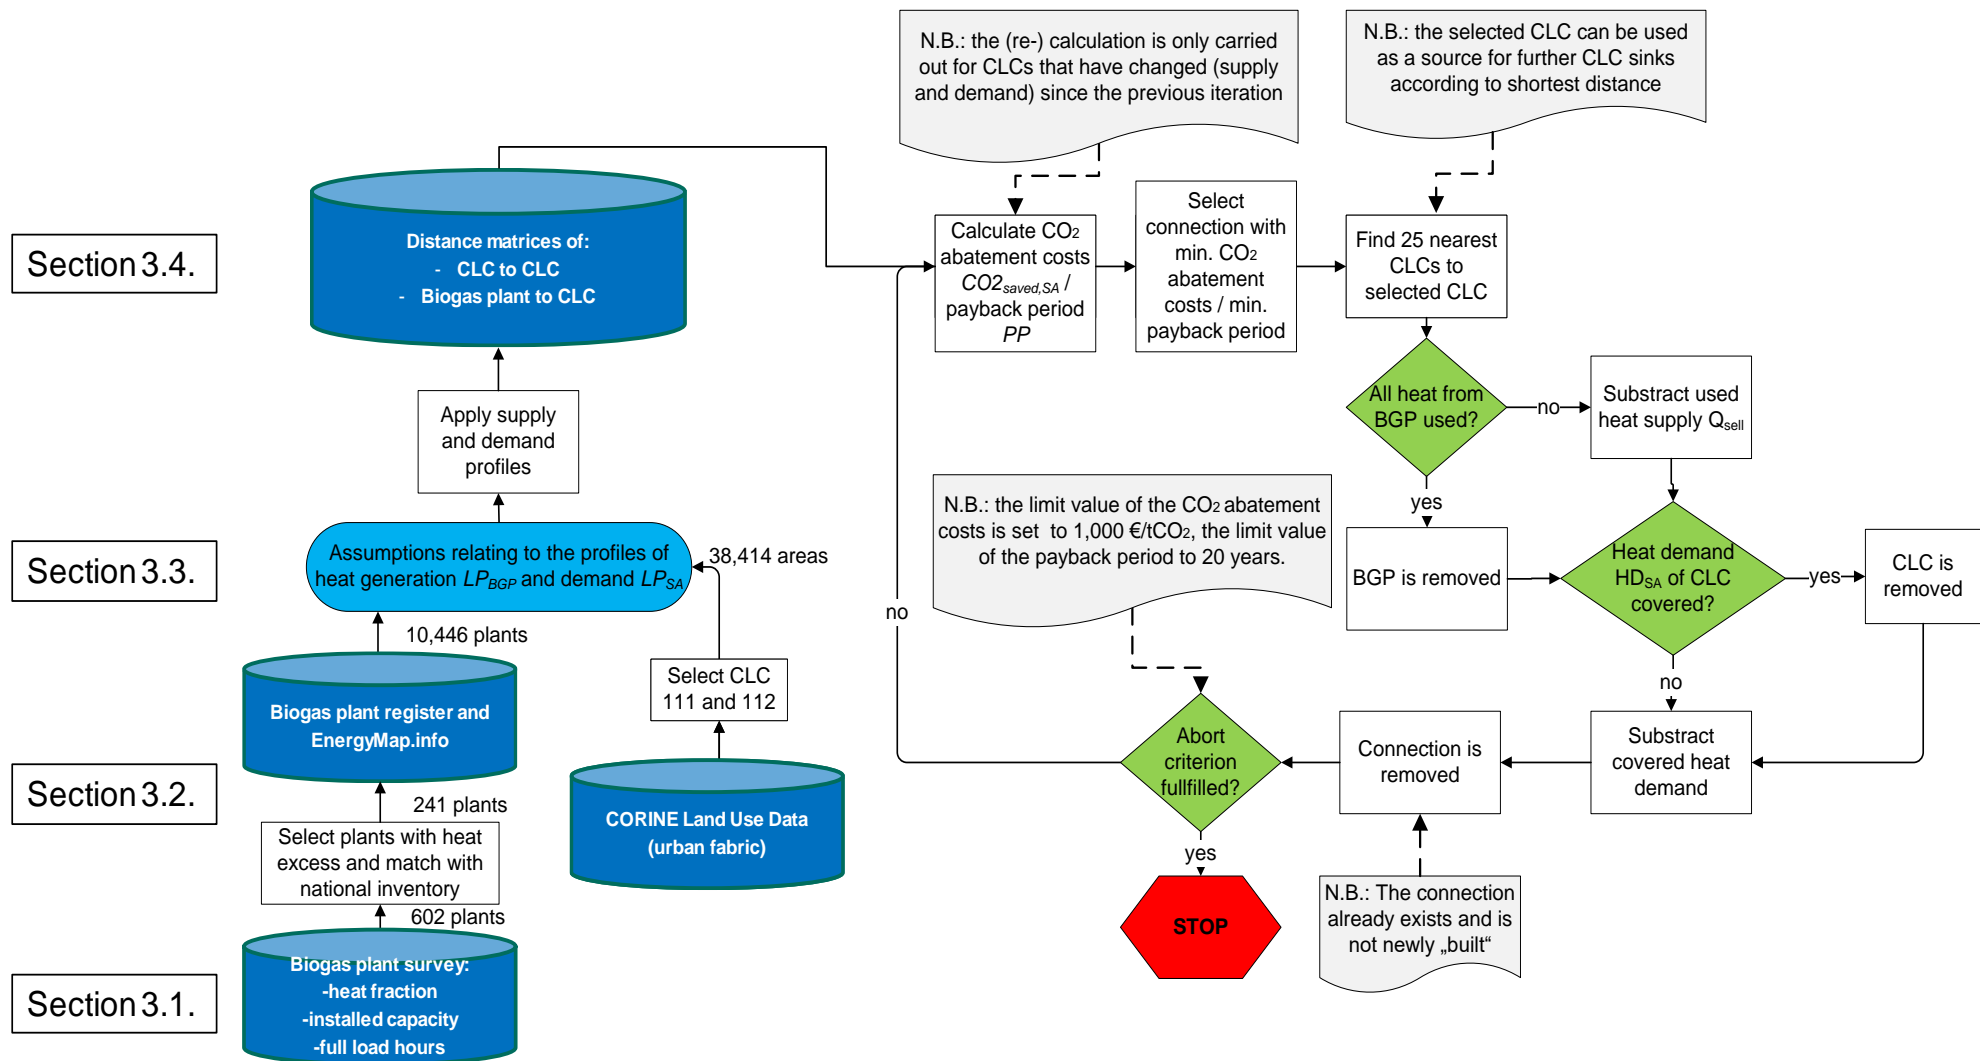 N.B.: the (re-) calculation is only carried
out for CLCs that have changed (supply
and demand) since the previous iteration
N.B.: the selected CLC can be used
as a source for further CLC sinks
according to shortest distance
Section 3.4.
Distance matrices of:
- CLC to CLC
- Biogas plant to CLC
Calculate CO2
abatement costs
CO2saved,SA /
payback period
PP
Select
connection with
min. CO2
abatement
costs / min.
payback period
Find 25 nearest
CLCs to
selected CLC
All heat from
BGP used?
no
Substract used
heat supply Qsell
yes
Apply supply
and demand
profiles
N.B.: the limit value of the CO2 abatement
costs is set to 1,000 €/tCO2, the limit value
of the payback period to 20 years.
Section 3.3.
Assumptions relating to the profiles of
heat generation LPBGP and demand LPSA
38,414 areas
BGP is removed
Heat demand
HDSA of CLC
covered?
yes
CLC is
removed
no
no
10,446 plants
Select CLC
111 and 112
Biogas plant register and
EnergyMap.info
Section 3.2.
Abort
criterion
fullfilled?
Connection is
removed
Substract
covered heat
demand
241 plants
CORINE Land Use Data
(urban fabric)
Select plants with heat
excess and match with
national inventory
yes
602 plants
STOP
N.B.: The connection
already exists and is
not newly „built“
Section 3.1.
Biogas plant survey:
-heat fraction
-installed capacity
-full load hours